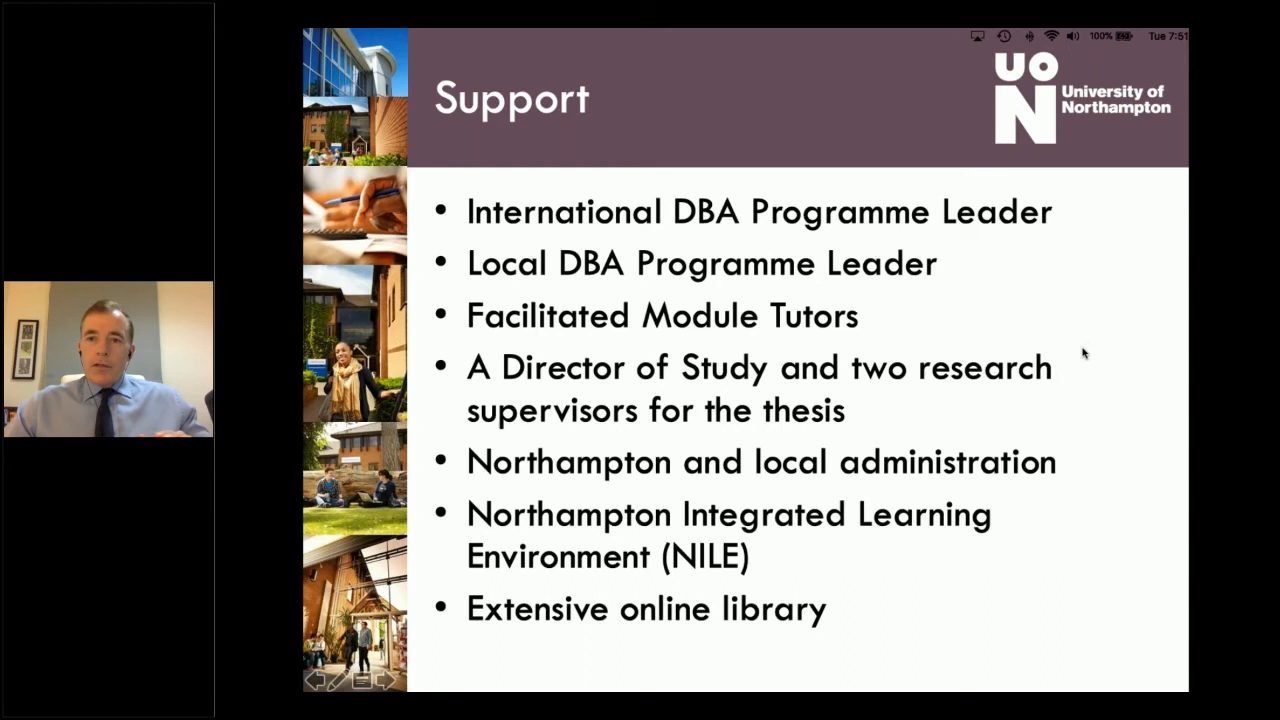 100% Tue 7:51
Support
UON
University of
Northampton
• International DBA Programme Leader
• Local DBA Programme Leader
• Facilitated Module Tutors
• A Director of Study and two research
supervisors for the thesis
• Northampton and local administration
• Northampton Integrated Learning
Environment (NILE)
• Extensive online library